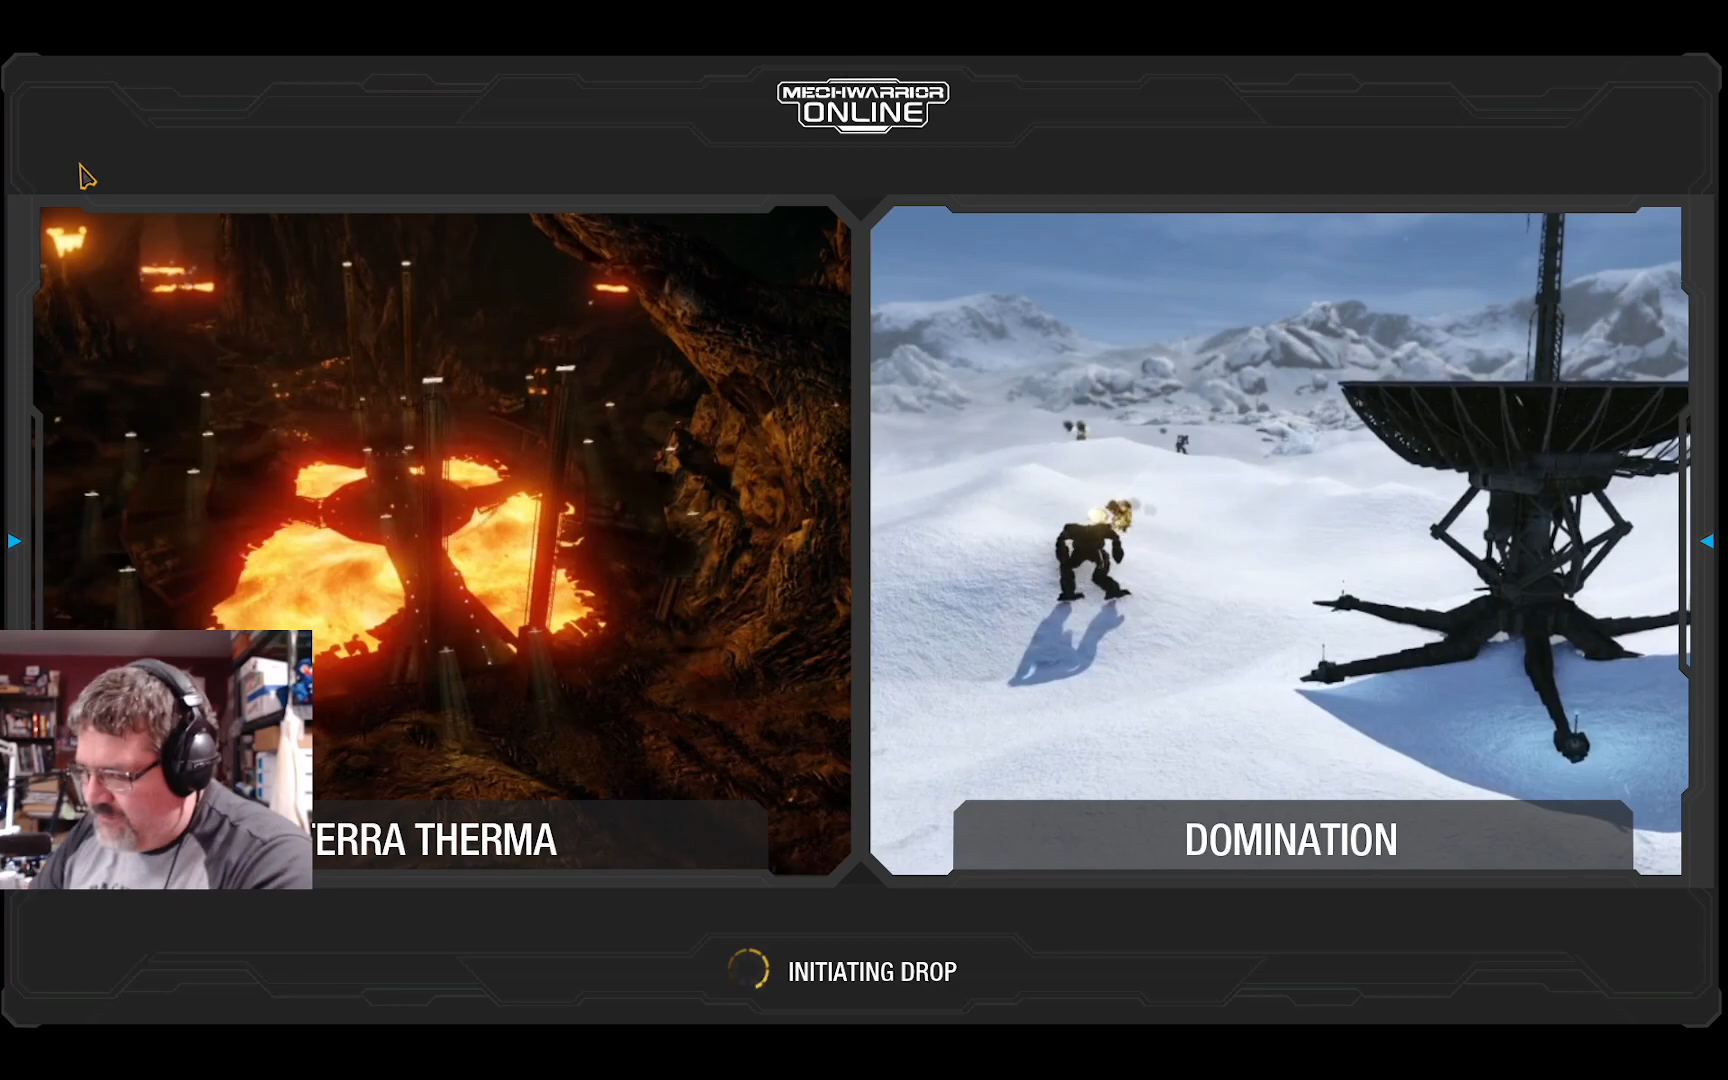 MECHWARRIOR
ONLINE
ERRA THERMA
DOMINATION
INITIATING DROP